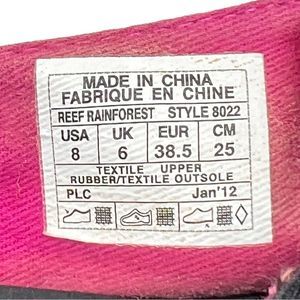 MADE IN CHINA
FABRIQUE EN CHINE
REEF RAINFOREST STYLE 8022
USA UK EUR CM
8 6 38.5 25
TEXTILE UPPER
RUBBER/TEXTILE OUTSOLE
PLC Jan'12